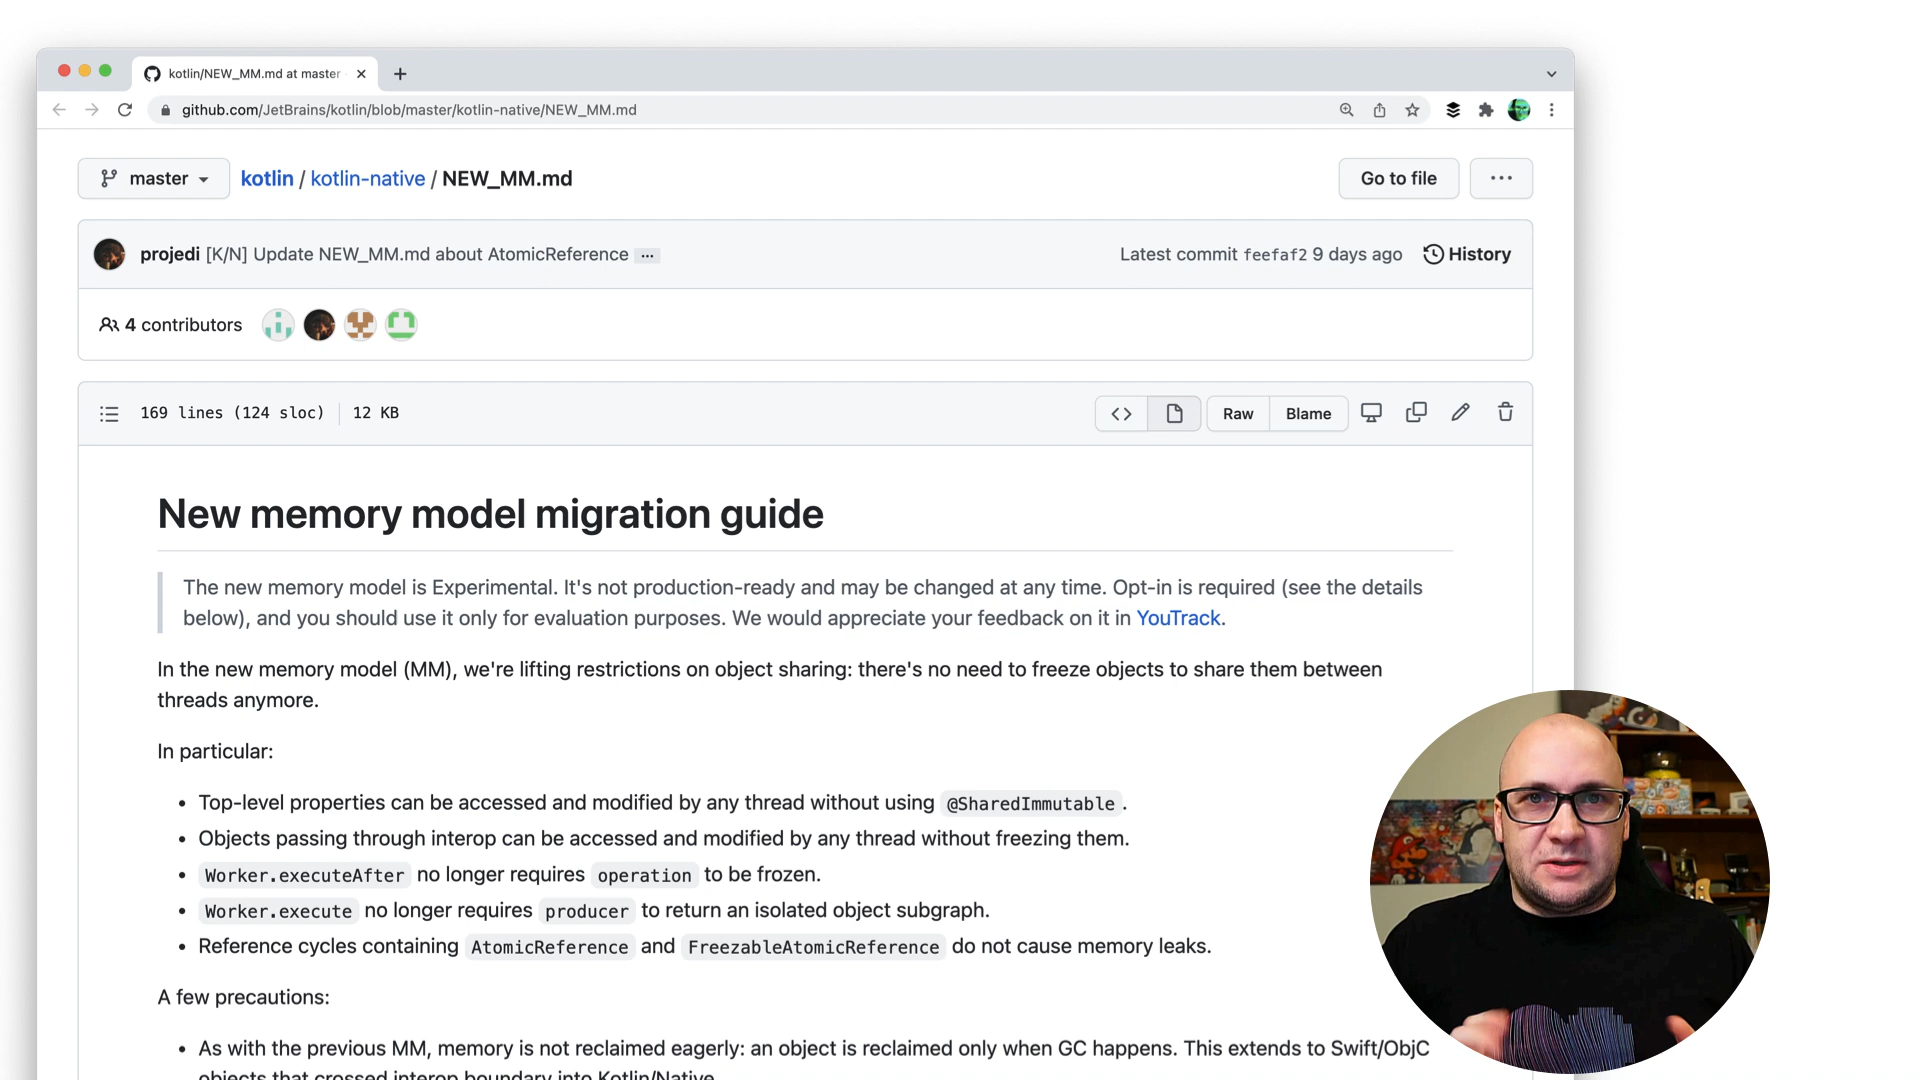 kotlin/NEW_MM.md at master
github.com/JetBrains/kotlin/blob/master/kotlin-native/NEW_MM.md
master
kotlin / kotlin-native / NEW_MM.md
Go to file
projedi [K/N] Update NEW_MM.md about AtomicReference ...
Latest commit feefaf2 9 days ago
History
4 contributors
169 lines (124 sloc) 12 KB
<> Raw Blame
New memory model migration guide
The new memory model is Experimental. It's not production-ready and may be changed at any time. Opt-in is required (see the details
below), and you should use it only for evaluation purposes. We would appreciate your feedback on it in YouTrack.
In the new memory model (MM), we're lifting restrictions on object sharing: there's no need to freeze objects to share them between
threads anymore.
In particular:
• Top-level properties can be accessed and modified by any thread without using @SharedImmutable.
• Objects passing through interop can be accessed and modified by any thread without freezing them.
• Worker.executeAfter no longer requires operation to be frozen.
• Worker.execute no longer requires producer to return an isolated object subgraph.
• Reference cycles containing AtomicReference and FreezableAtomicReference do not cause memory leaks.
A few precautions:
• As with the previous MM, memory is not reclaimed eagerly: an object is reclaimed only when GC happens. This extends to Swift/ObjC
objects that crossed interop boundary into Kotlin/Native.